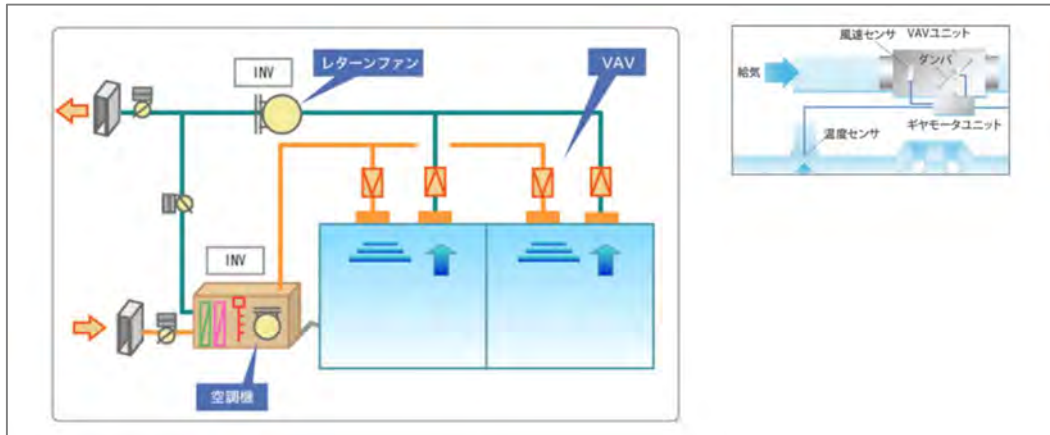 INV
レターンファン
VAV
INV
空調機
風速センサ
VAVユニット
ダンパ
給気
ギヤモータユニット
温度センサ